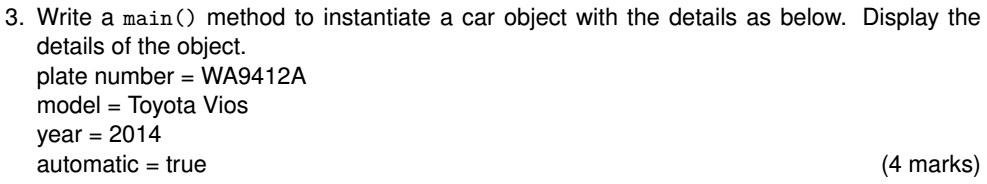 3. Write a main() method to instantiate a car object with the details as below. Display the
details of the object.
plate number = WA9412A
model = Toyota Vios
year = 2014
automatic = true (4 marks)